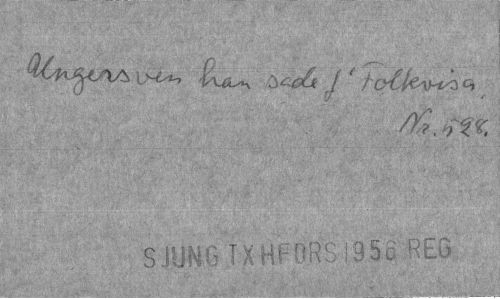 Ungersven han sade f' Folkvisa.
Nr. 528.
SJUNG TX HFORS 1956 REG